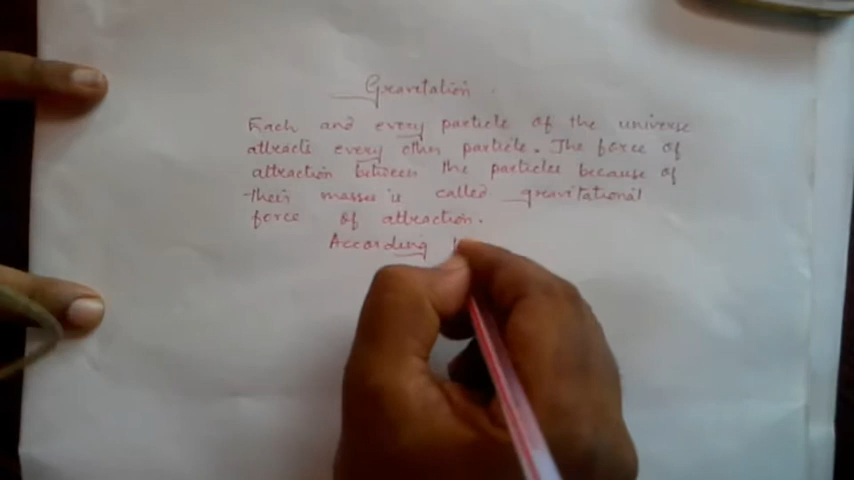 Gravitation
Each and every particle of the universe
attracts every other particle. The force of
attraction between the particles because of
their masses is called gravitational
force of attraction.
According